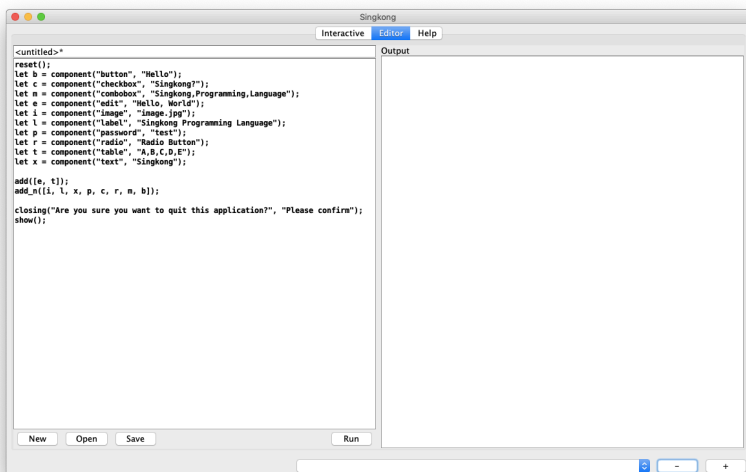 Singkong
Interactive Editor Help
<untitled>*
Output
reset();
let b = component("button", "Hello");
let c = component("checkbox", "Singkong?");
let m = component("combobox", "Singkong,Programming,Language");
let e = component("edit", "Hello, World");
let i = component("image", "image.jpg");
let l = component("label", "Singkong Programming Language");
let p = component("password", "test");
let r = component("radio", "Radio Button");
let t = component("table", "A,B,C,D,E");
let x = component("text", "Singkong");
add([e, t]);
add_n([i, l, x, p, c, r, m, b]);
closing("Are you sure you want to quit this application?", "Please confirm");
show();
New Open Save Run
- +